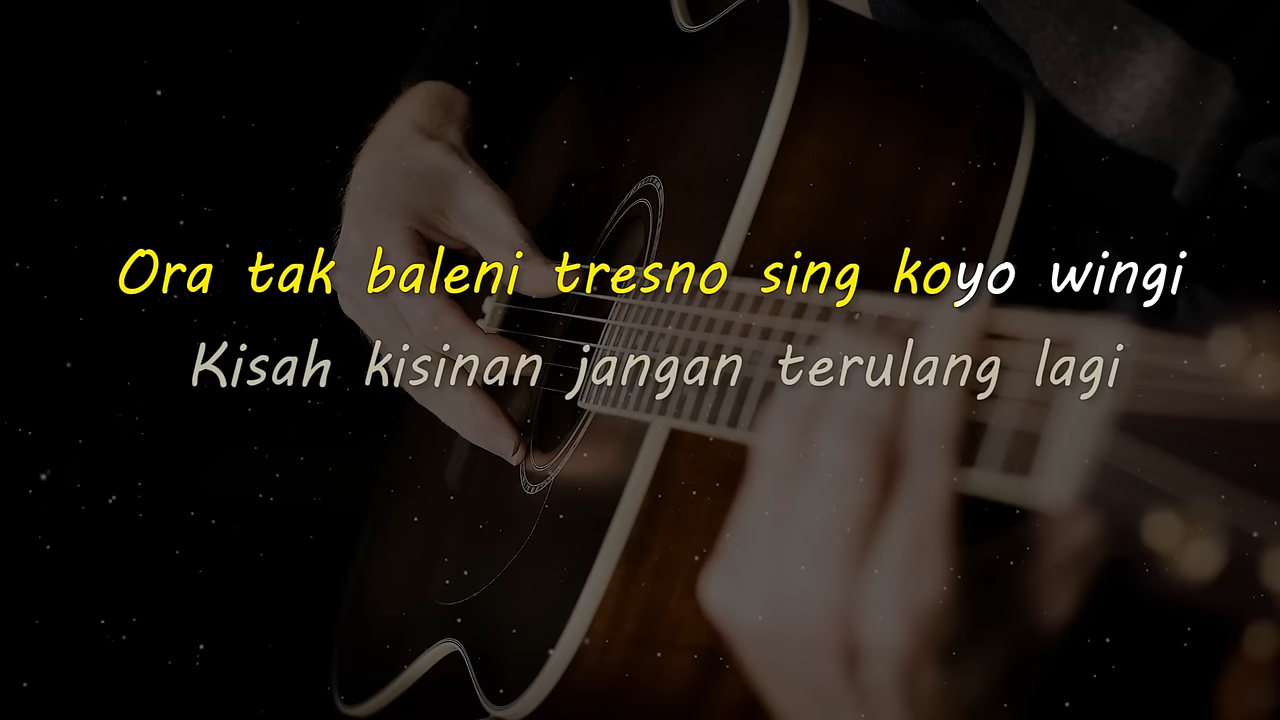 Ora tak baleni tresno sing koyo wingi
Kisah kisinan jangan terulang lagi